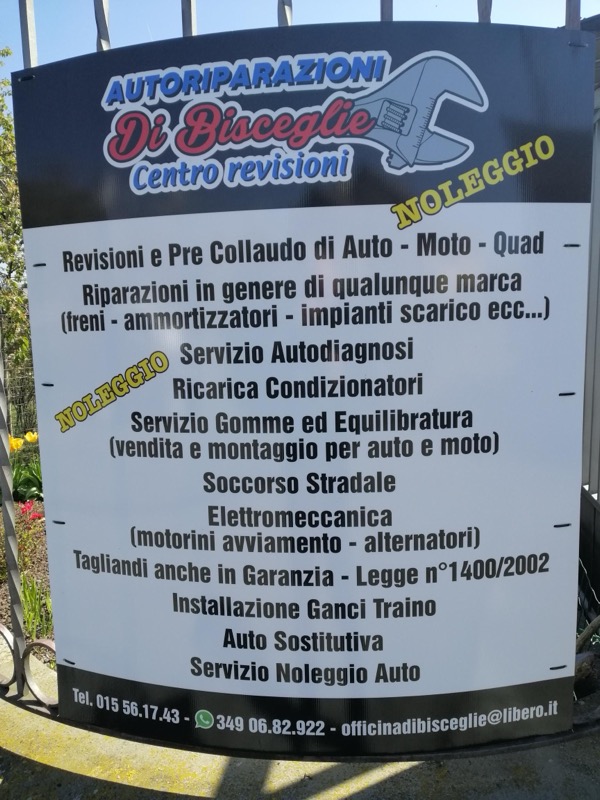 AUTORIPARAZIONI
Di Bisceglie
Centro revisioni
NOLEGGIO
Revisioni e Pre Collaudo di Auto - Moto - Quad
Riparazioni in genere di qualunque marca
(freni - ammortizzatori - impianti scarico ecc...)
Servizio Autodiagnosi
NOLEGGIO
Ricarica Condizionatori
Servizio Gomme ed Equilibratura
(vendita e montaggio per auto e moto)
Soccorso Stradale
Elettromeccanica
(motorini avviamento - alternatori)
Tagliandi anche in Garanzia - Legge n°1400/2002
Installazione Ganci Traino
Auto Sostitutiva
Servizio Noleggio Auto
Tel. 015 56.17.43 - 349 06.82.922 - officinadibisceglie@libero.it